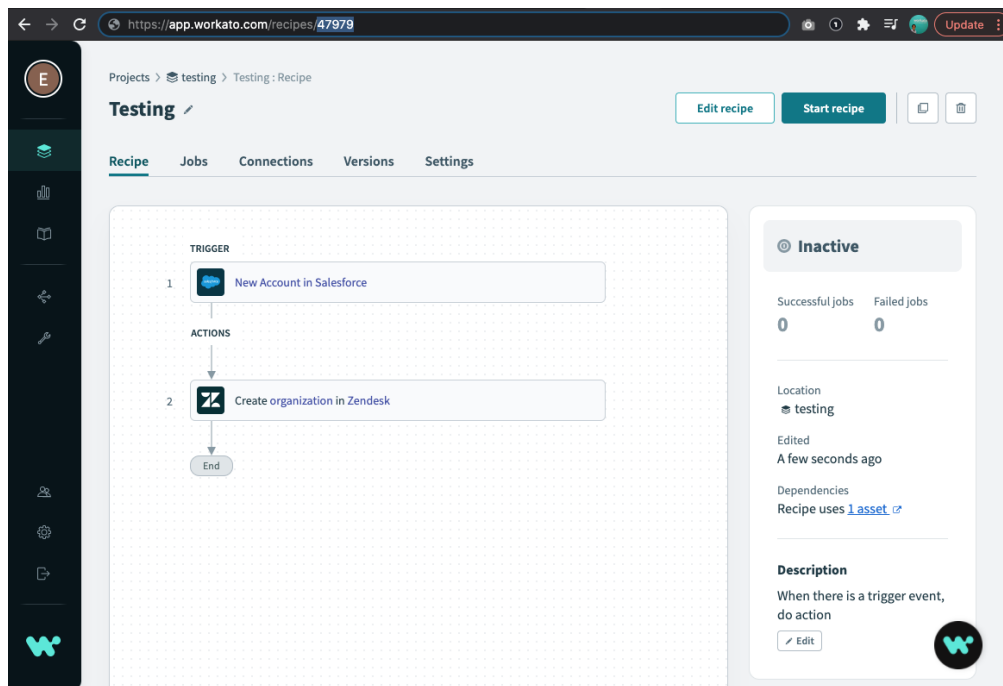 https://app.workato.com/recipes/47979
Update
E
Projects > testing > Testing : Recipe
Testing
Edit recipe
Start recipe
Recipe Jobs Connections Versions Settings
TRIGGER
1 New Account in Salesforce
ACTIONS
2 Create organization in Zendesk
End
Inactive
Successful jobs Failed jobs
0 0
Location
testing
Edited
A few seconds ago
Dependencies
Recipe uses 1 asset
Description
When there is a trigger event,
do action
Edit